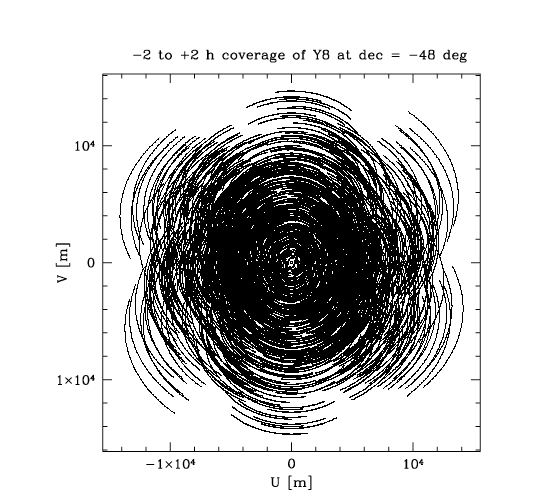 −2 to +2 h coverage of Y8 at dec = −48 deg
10⁴
0
1×10⁴
V [m]
−1×10⁴ 0 10⁴
U [m]